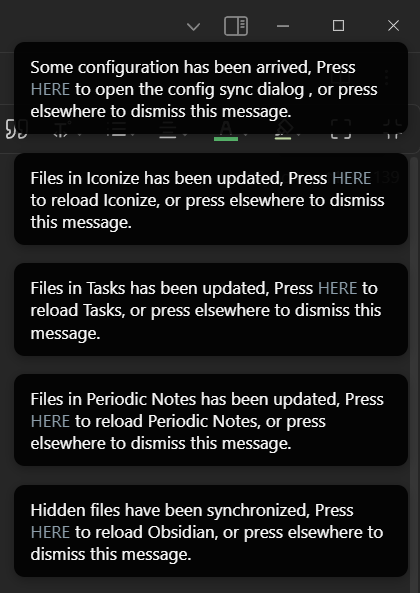 Some configuration has been arrived, Press
HERE to open the config sync dialog , or press
elsewhere to dismiss this message.
A
Files in Iconize has been updated, Press HERE
to reload Iconize, or press elsewhere to dismiss
this message.
Files in Tasks has been updated, Press HERE to
reload Tasks, or press elsewhere to dismiss this
message.
Files in Periodic Notes has been updated, Press
HERE to reload Periodic Notes, or press
elsewhere to dismiss this message.
Hidden files have been synchronized, Press
HERE to reload Obsidian, or press elsewhere to
dismiss this message.